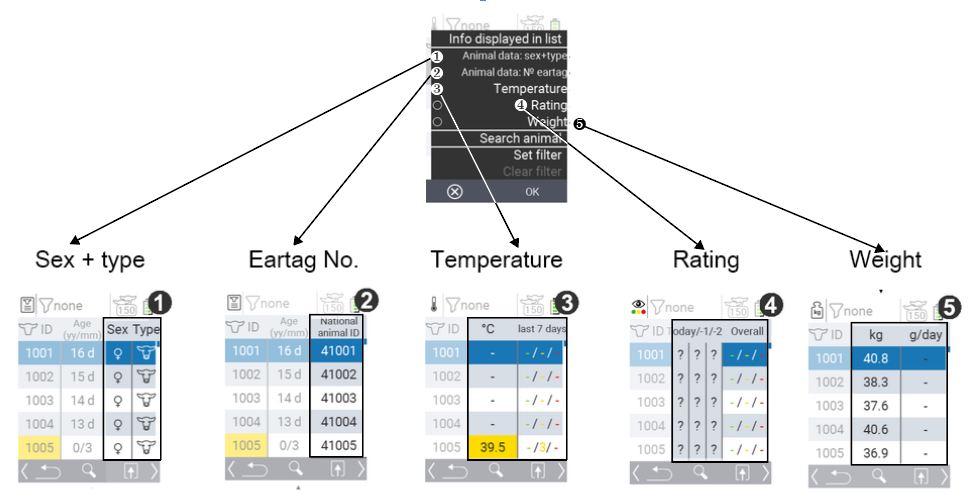 none
Info displayed in list
1 Animal data: sex+type
2 Animal data: Nº eartag
3 Temperature
4 Rating
Weight 5
Search animal
Set filter
Clear filter
OK
Sex + type
Eartag No.
Temperature
Rating
Weight
none 150 1
ID Age (yy/mm) Sex Type
1001 16 d ♀
1002 15 d ♀
1003 14 d ♀
1004 13 d ♀
1005 0/3 ♀
none 150 2
ID Age (yy/mm) National animal ID
1001 16 d 41001
1002 15 d 41002
1003 14 d 41003
1004 13 d 41004
1005 0/3 41005
none 150 3
ID °C last 7 days
1001 - -/-/
1002 - -/-/-
1003 - -/-/-
1004 - -/-/-
1005 39.5 -/3/-
none 150 4
ID Today/-1/-2 Overall
1001 ? ? ? -/-/
1002 ? ? ? -/-/-
1003 ? ? ? -/-/-
1004 ? ? ? -/-/-
1005 ? ? ? -/-/-
kg none 150 5
ID kg g/day
1001 40.8 -
1002 38.3 -
1003 37.6 -
1004 40.6 -
1005 36.9 -